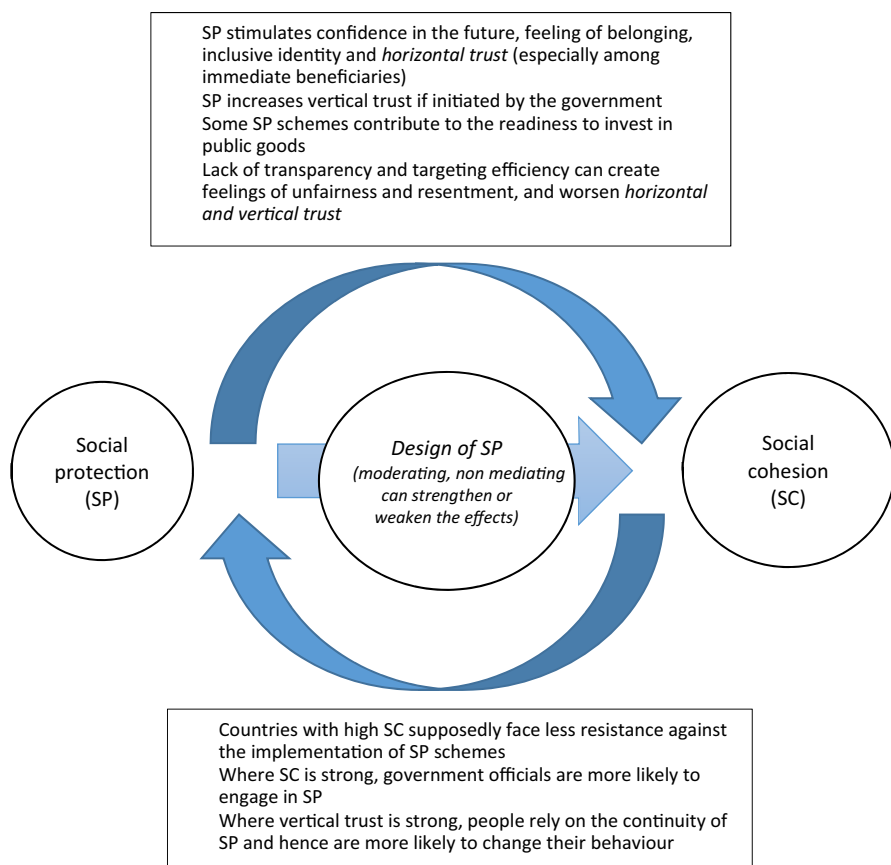 SP stimulates confidence in the future, feeling of belonging,
inclusive identity and horizontal trust (especially among
immediate beneficiaries)
SP increases vertical trust if initiated by the government
Some SP schemes contribute to the readiness to invest in
public goods
Lack of transparency and targeting efficiency can create
feelings of unfairness and resentment, and worsen horizontal
and vertical trust
Social
protection
(SP)
Design of SP
(moderating, non mediating
can strengthen or
weaken the effects)
Social
cohesion
(SC)
Countries with high SC supposedly face less resistance against
the implementation of SP schemes
Where SC is strong, government officials are more likely to
engage in SP
Where vertical trust is strong, people rely on the continuity of
SP and hence are more likely to change their behaviour